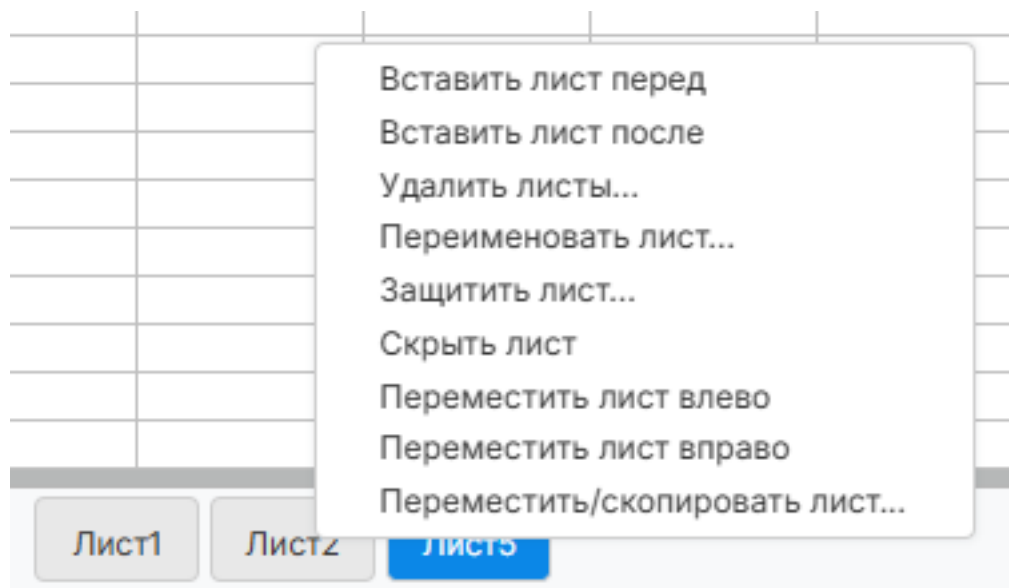 Вставить лист перед
Вставить лист после
Удалить листы...
Переименовать лист...
Защитить лист...
Скрыть лист
Переместить лист влево
Переместить лист вправо
Переместить/скопировать лист...
Лист1 Лист2 Лист5